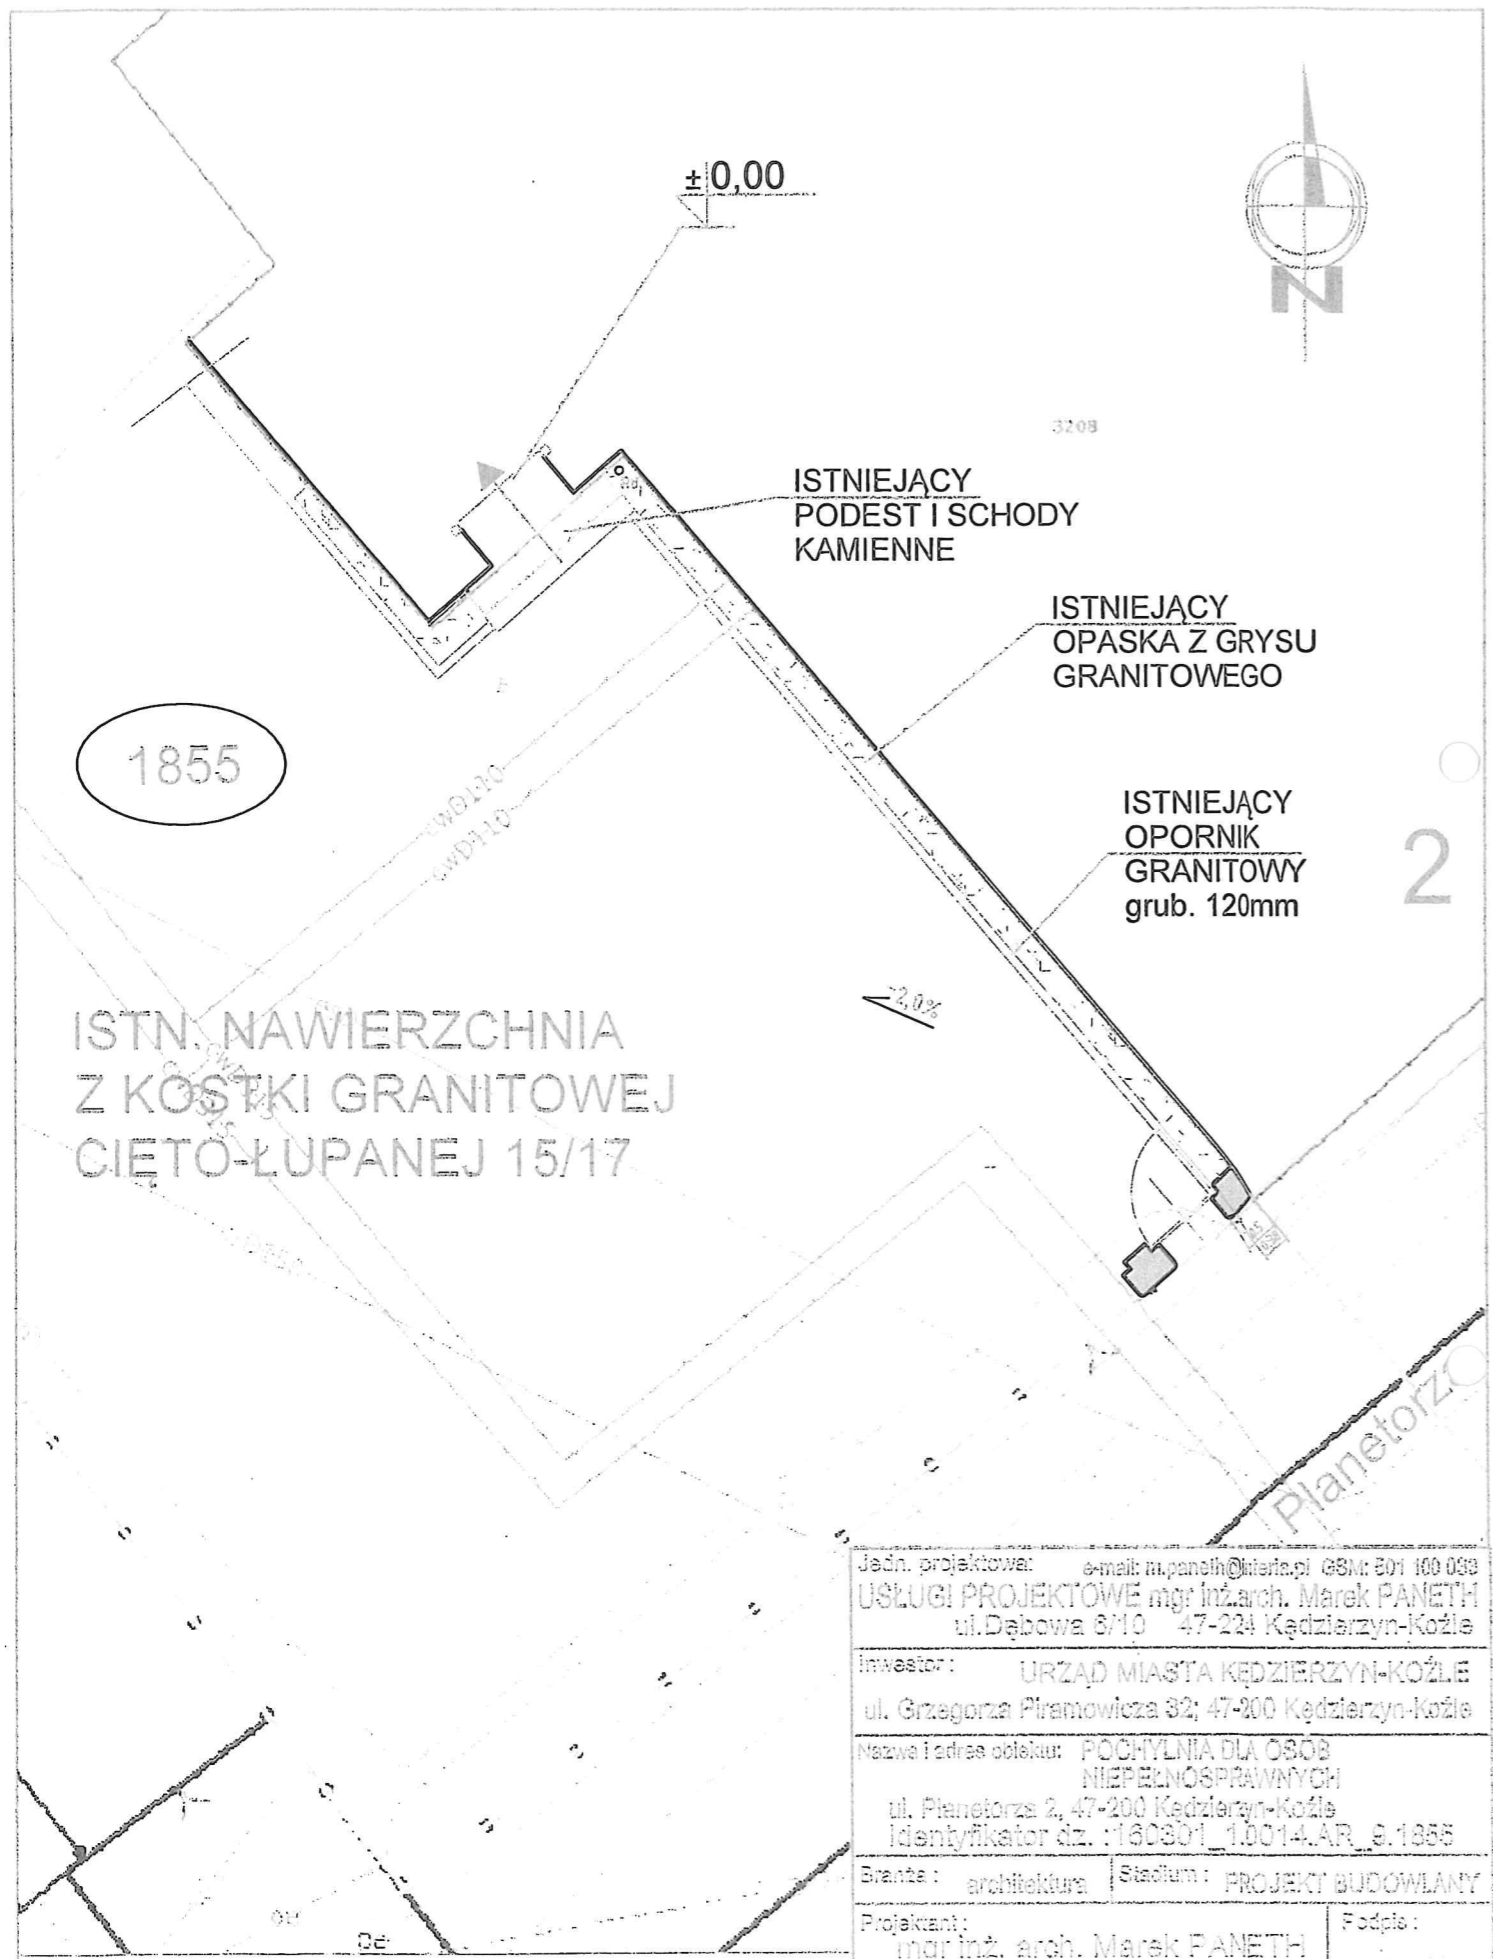 ±0,00
N
3208
ISTNIEJĄCY
PODEST I SCHODY
KAMIENNE
ISTNIEJĄCY
OPASKA Z GRYSU
GRANITOWEGO
1855
CWD110
CWD110
ISTNIEJĄCY
OPORNIK
GRANITOWY
grub. 120mm
2
-2,0%
ISTN. NAWIERZCHNIA
Z KOSTKI GRANITOWEJ
CIĘTO-ŁUPANEJ 15/17
Planetorz
Jedn. projektowa: e-mail: m.paneth@interia.pl GSM: 501 100 033
USŁUGI PROJEKTOWE mgr inż.arch. Marek PANETH
ul.Dębowa 6/10 47-224 Kędzierzyn-Koźle
Inwestor: URZĄD MIASTA KĘDZIERZYN-KOŹLE
ul. Grzegorza Piramowicza 32; 47-200 Kędzierzyn-Koźle
Nazwa i adres obiektu: POCHYLNIA DLA OSÓB
NIEPEŁNOSPRAWNYCH
ul. Planetorza 2, 47-200 Kędzierzyn-Koźle
Identyfikator dz. :160301_1.0014.AR_9.1855
Branża : architektura Stadium : PROJEKT BUDOWLANY
Projektant : Podpis :
mgr inż. arch. Marek PANETH